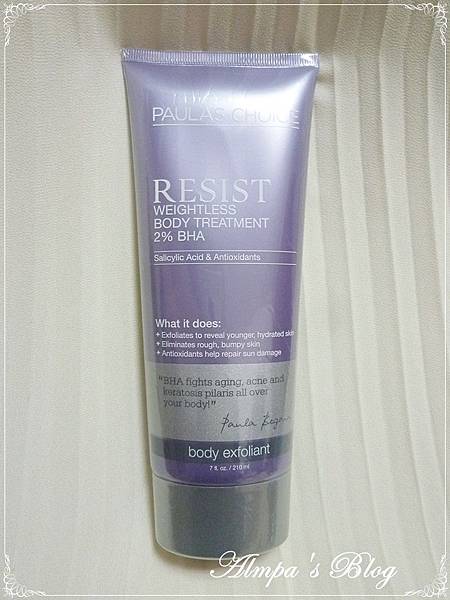 PAULA'S CHOICE
RESIST
WEIGHTLESS
BODY TREATMENT
2% BHA
Salicylic Acid & Antioxidants
What it does:
+ Exfoliates to reveal younger, hydrated skin
+ Eliminates rough, bumpy skin
+ Antioxidants help repair sun damage
"BHA fights aging, acne and
keratosis pilaris all over
your body!"
Paula Begoun
body exfoliant
7 fl. oz. / 210 ml
Almpa's Blog